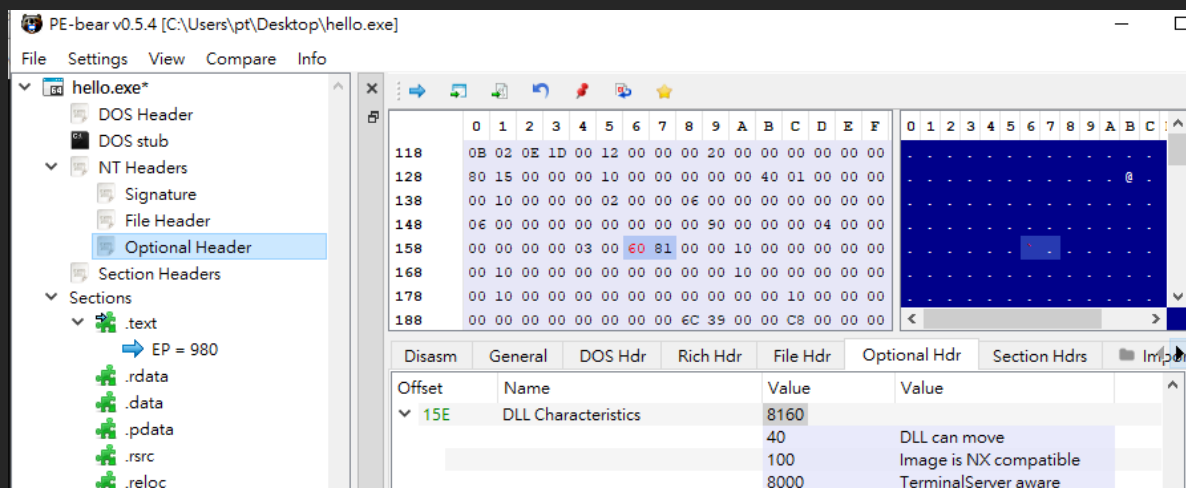 PE-bear v0.5.4 [C:\Users\pt\Desktop\hello.exe]
File Settings View Compare Info
hello.exe*
DOS Header
DOS stub
NT Headers
Signature
File Header
Optional Header
Section Headers
Sections
.text
EP = 980
.rdata
.data
.pdata
.rsrc
.reloc
0 1 2 3 4 5 6 7 8 9 A B C D E F
118 0B 02 0E 1D 00 12 00 00 00 20 00 00 00 00 00 00
128 80 15 00 00 00 10 00 00 00 00 00 40 01 00 00 00
138 00 10 00 00 00 02 00 00 06 00 00 00 00 00 00 00
148 06 00 00 00 00 00 00 00 00 90 00 00 00 04 00 00
158 00 00 00 00 03 00 60 81 00 00 10 00 00 00 00 00
168 00 10 00 00 00 00 00 00 00 00 10 00 00 00 00 00
178 00 10 00 00 00 00 00 00 00 00 00 00 10 00 00 00
188 00 00 00 00 00 00 00 00 6C 39 00 00 C8 00 00 00
0 1 2 3 4 5 6 7 8 9 A B C
. . . . . . . . . . . . .
. . . . . . . . . . . @ .
. . . . . . . . . . . . .
. . . . . . . . . . . . .
` .
Disasm General DOS Hdr Rich Hdr File Hdr Optional Hdr Section Hdrs
Offset Name Value Value
15E DLL Characteristics 8160
40 DLL can move
100 Image is NX compatible
8000 TerminalServer aware